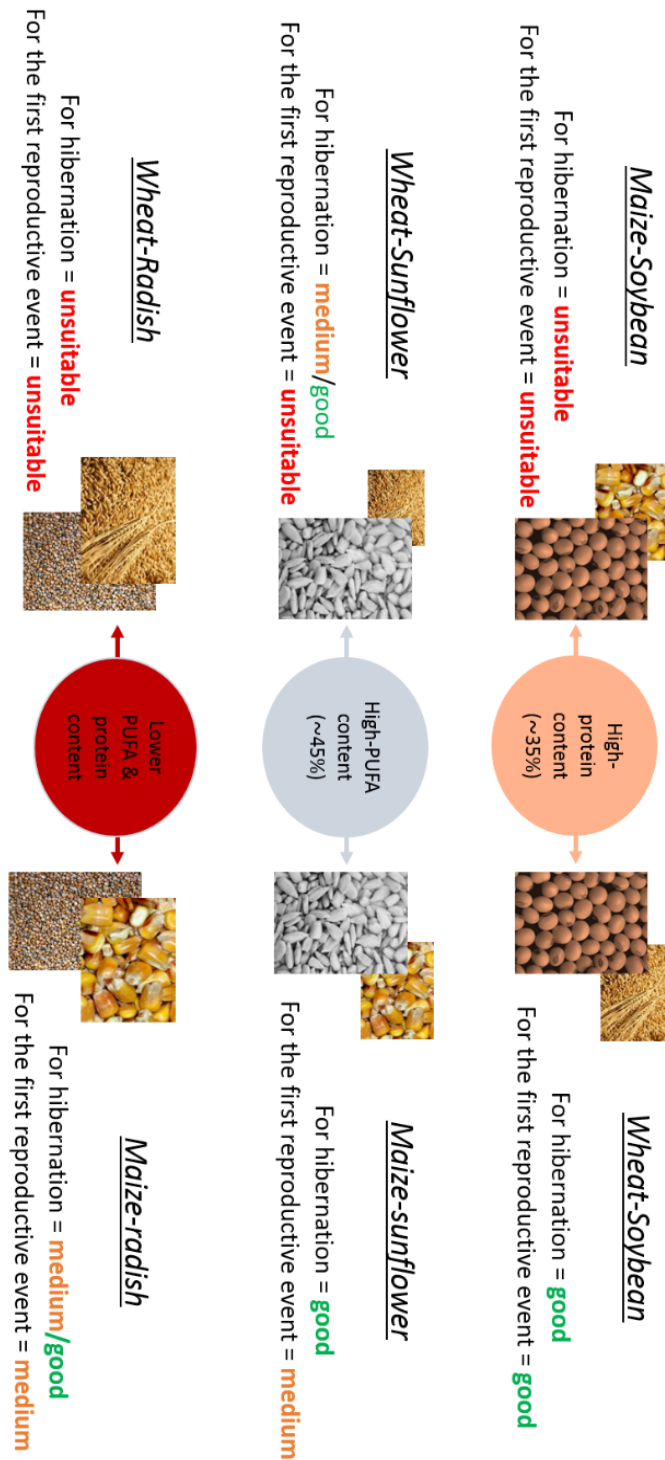 Maize-Soybean
For hibernation = unsuitable
For the first reproductive event = unsuitable
High-
protein
content
(~35%)
Wheat-Soybean
For hibernation = good
For the first reproductive event = good
Wheat-Sunflower
For hibernation = medium/good
For the first reproductive event = unsuitable
High-PUFA
content
(~45%)
Maize-sunflower
For hibernation = good
For the first reproductive event = medium
Wheat-Radish
For hibernation = unsuitable
For the first reproductive event = unsuitable
Lower
PUFA &
protein
content
Maize-radish
For hibernation = medium/good
For the first reproductive event = medium